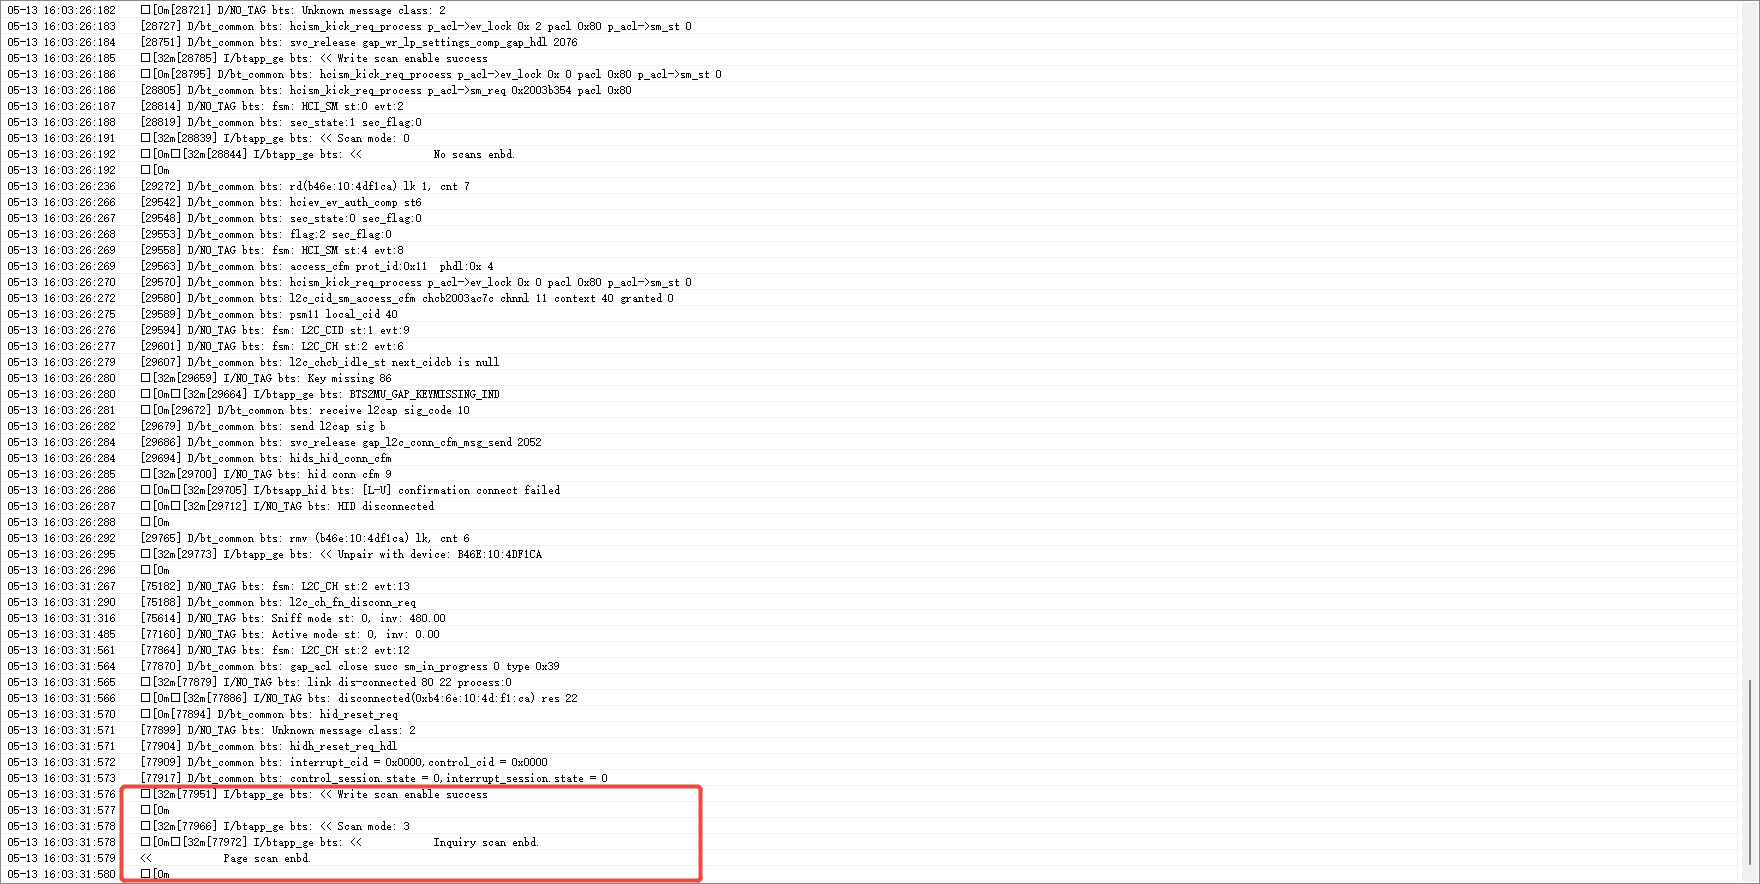 05-13 16:03:26:182 □[0m[28721] D/NO_TAG bts: Unknown message class: 2
05-13 16:03:26:183 [28727] D/bt_common bts: hcism_kick_req_process p_acl->ev_lock 0x 2 pacl 0x80 p_acl->sm_st 0
05-13 16:03:26:184 [28751] D/bt_common bts: svc_release gap_wr_lp_settings_comp_gap_hdl 2076
05-13 16:03:26:185 □[32m[28785] I/btapp_ge bts: << Write scan enable success
05-13 16:03:26:186 □[0m[28795] D/bt_common bts: hcism_kick_req_process p_acl->ev_lock 0x 0 pacl 0x80 p_acl->sm_st 0
05-13 16:03:26:186 [28805] D/bt_common bts: hcism_kick_req_process p_acl->sm_req 0x2003b354 pacl 0x80
05-13 16:03:26:187 [28814] D/NO_TAG bts: fsm: HCI_SM st:0 evt:2
05-13 16:03:26:188 [28819] D/bt_common bts: sec_state:1 sec_flag:0
05-13 16:03:26:191 □[32m[28839] I/btapp_ge bts: << Scan mode: 0
05-13 16:03:26:192 □[0m□[32m[28844] I/btapp_ge bts: << No scans enbd.
05-13 16:03:26:192 □[0m
05-13 16:03:26:236 [29272] D/bt_common bts: rd(b46e:10:4df1ca) lk 1, cnt 7
05-13 16:03:26:266 [29542] D/bt_common bts: hciev_ev_auth_comp st6
05-13 16:03:26:267 [29548] D/bt_common bts: sec_state:0 sec_flag:0
05-13 16:03:26:268 [29553] D/bt_common bts: flag:2 sec_flag:0
05-13 16:03:26:269 [29558] D/NO_TAG bts: fsm: HCI_SM st:4 evt:8
05-13 16:03:26:269 [29563] D/bt_common bts: access_cfm prot_id:0x11 phdl:0x 4
05-13 16:03:26:270 [29570] D/bt_common bts: hcism_kick_req_process p_acl->ev_lock 0x 0 pacl 0x80 p_acl->sm_st 0
05-13 16:03:26:272 [29580] D/bt_common bts: l2c_cid_sm_access_cfm chcb2003ac7c chnnl 11 context 40 granted 0
05-13 16:03:26:275 [29589] D/bt_common bts: psm11 local_cid 40
05-13 16:03:26:276 [29594] D/NO_TAG bts: fsm: L2C_CID st:1 evt:9
05-13 16:03:26:277 [29601] D/NO_TAG bts: fsm: L2C_CH st:2 evt:6
05-13 16:03:26:279 [29607] D/bt_common bts: l2c_chcb_idle_st next_cidcb is null
05-13 16:03:26:280 □[32m[29659] I/NO_TAG bts: Key missing 86
05-13 16:03:26:280 □[0m□[32m[29664] I/btapp_ge bts: BTS2MU_GAP_KEYMISSING_IND
05-13 16:03:26:281 □[0m[29672] D/bt_common bts: receive l2cap sig_code 10
05-13 16:03:26:282 [29679] D/bt_common bts: send l2cap sig b
05-13 16:03:26:284 [29686] D/bt_common bts: svc_release gap_l2c_conn_cfm_msg_send 2052
05-13 16:03:26:284 [29694] D/bt_common bts: hids_hid_conn_cfm
05-13 16:03:26:285 □[32m[29700] I/NO_TAG bts: hid conn cfm 9
05-13 16:03:26:286 □[0m□[32m[29705] I/btsapp_hid bts: [L-U] confirmation connect failed
05-13 16:03:26:287 □[0m□[32m[29712] I/NO_TAG bts: HID disconnected
05-13 16:03:26:288 □[0m
05-13 16:03:26:292 [29765] D/bt_common bts: rmv (b46e:10:4df1ca) lk, cnt 6
05-13 16:03:26:295 □[32m[29773] I/btapp_ge bts: << Unpair with device: B46E:10:4DF1CA
05-13 16:03:26:296 □[0m
05-13 16:03:31:267 [75182] D/NO_TAG bts: fsm: L2C_CH st:2 evt:13
05-13 16:03:31:290 [75188] D/bt_common bts: l2c_ch_fn_disconn_req
05-13 16:03:31:316 [75614] D/NO_TAG bts: Sniff mode st: 0, inv: 480.00
05-13 16:03:31:485 [77160] D/NO_TAG bts: Active mode st: 0, inv: 0.00
05-13 16:03:31:561 [77864] D/NO_TAG bts: fsm: L2C_CH st:2 evt:12
05-13 16:03:31:564 [77870] D/bt_common bts: gap_acl close succ sm_in_progress 0 type 0x39
05-13 16:03:31:565 □[32m[77879] I/NO_TAG bts: link dis-connected 80 22 process:0
05-13 16:03:31:566 □[0m□[32m[77886] I/NO_TAG bts: disconnected(0xb4:6e:10:4d:f1:ca) res 22
05-13 16:03:31:570 □[0m[77894] D/bt_common bts: hid_reset_req
05-13 16:03:31:571 [77899] D/NO_TAG bts: Unknown message class: 2
05-13 16:03:31:571 [77904] D/bt_common bts: hidh_reset_req_hdl
05-13 16:03:31:572 [77909] D/bt_common bts: interrupt_cid = 0x0000,control_cid = 0x0000
05-13 16:03:31:573 [77917] D/bt_common bts: control_session.state = 0,interrupt_session.state = 0
05-13 16:03:31:576 □[32m[77951] I/btapp_ge bts: << Write scan enable success
05-13 16:03:31:577 □[0m
05-13 16:03:31:578 □[32m[77966] I/btapp_ge bts: << Scan mode: 3
05-13 16:03:31:578 □[0m□[32m[77972] I/btapp_ge bts: << Inquiry scan enbd.
05-13 16:03:31:579 << Page scan enbd.
05-13 16:03:31:580 □[0m